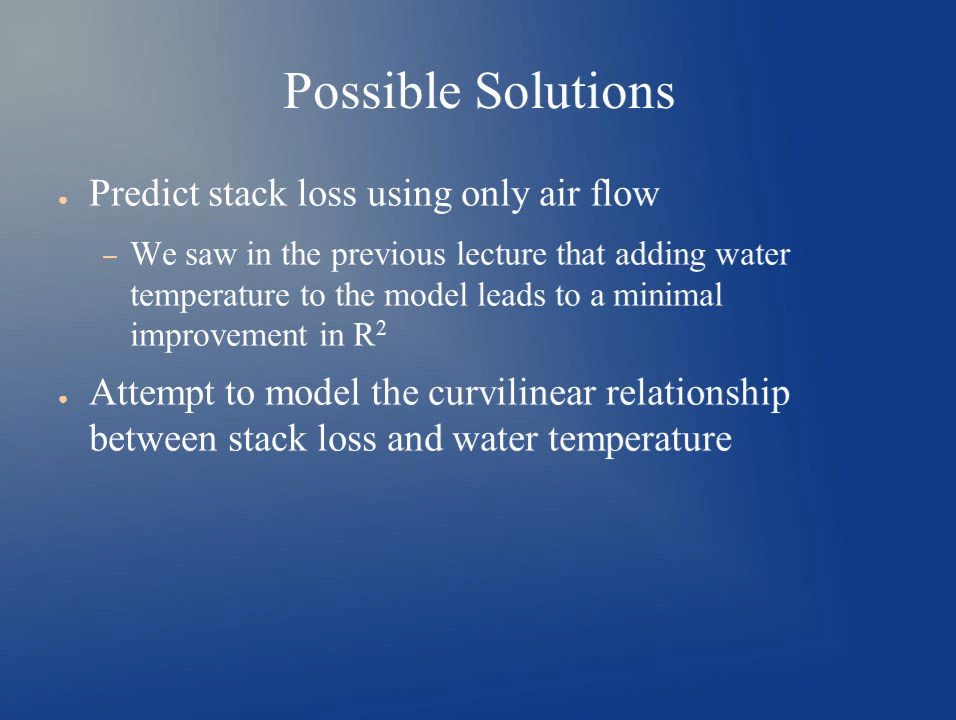 Possible Solutions
● Predict stack loss using only air flow
– We saw in the previous lecture that adding water
temperature to the model leads to a minimal
improvement in R²
● Attempt to model the curvilinear relationship
between stack loss and water temperature